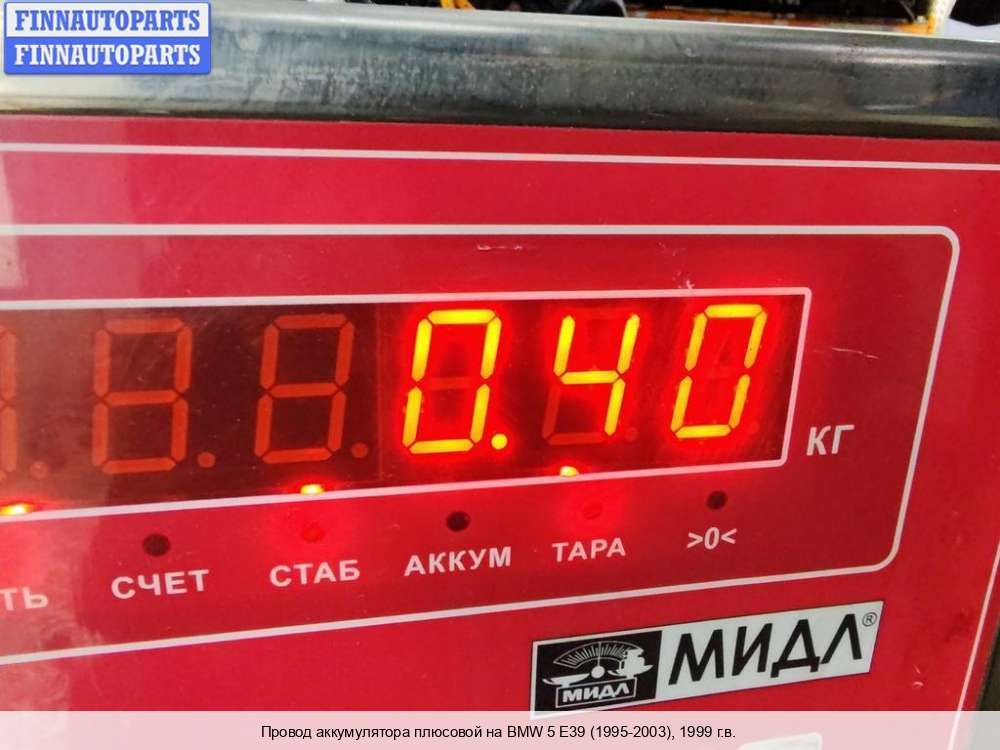 FINNAUTOPARTS
FINNAUTOPARTS
0.40
КГ
ТЬ
СЧЕТ
СТАБ
АККУМ
ТАРА
>0<
МИДЛ
МИДЛ®
Провод аккумулятора плюсовой на BMW 5 E39 (1995-2003), 1999 г.в.